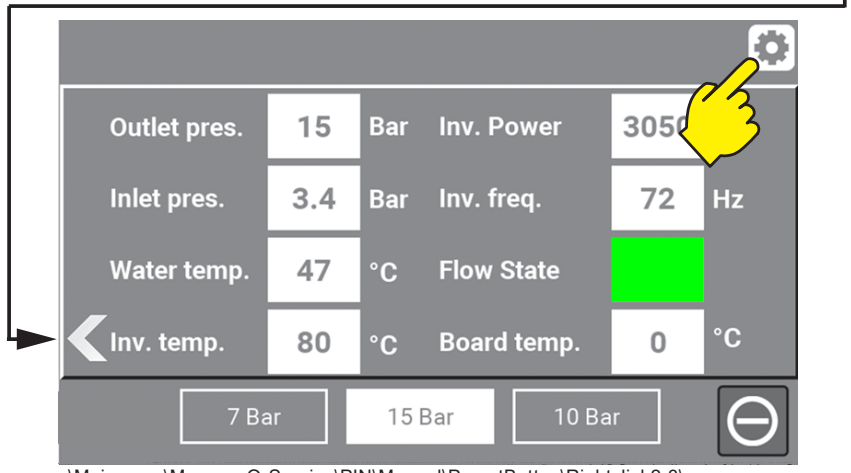 Outlet pres. 15 Bar Inv. Power 3050
Inlet pres. 3.4 Bar Inv. freq. 72 Hz
Water temp. 47 °C Flow State
Inv. temp. 80 °C Board temp. 0 °C
7 Bar 15 Bar 10 Bar